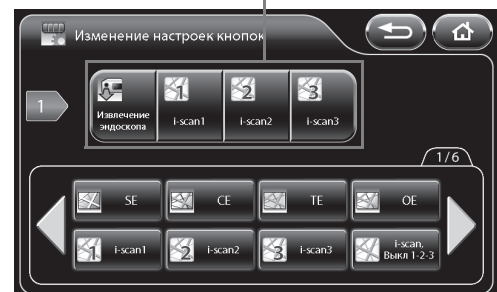 Изменение настроек кнопок
1
Извлечение
эндоскопа
1
i-scan1
2
i-scan2
3
i-scan3
1/6
SE
CE
TE
OE
1
i-scan1
2
i-scan2
3
i-scan3
i-scan,
Выкл 1-2-3